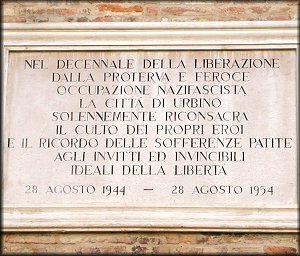 NEL DECENNALE DELLA LIBERAZIONE
DALLA PROTERVA E FEROCE
OCCUPAZIONE NAZIFASCISTA
LA CITTÀ DI URBINO
SOLENNEMENTE RICONSACRA
IL CULTO DEI PROPRI EROI
E IL RICORDO DELLE SOFFERENZE PATITE
AGLI INVITTI ED INVINCIBILI
IDEALI DELLA LIBERTÀ
28 AGOSTO 1944 — 28 AGOSTO 1954